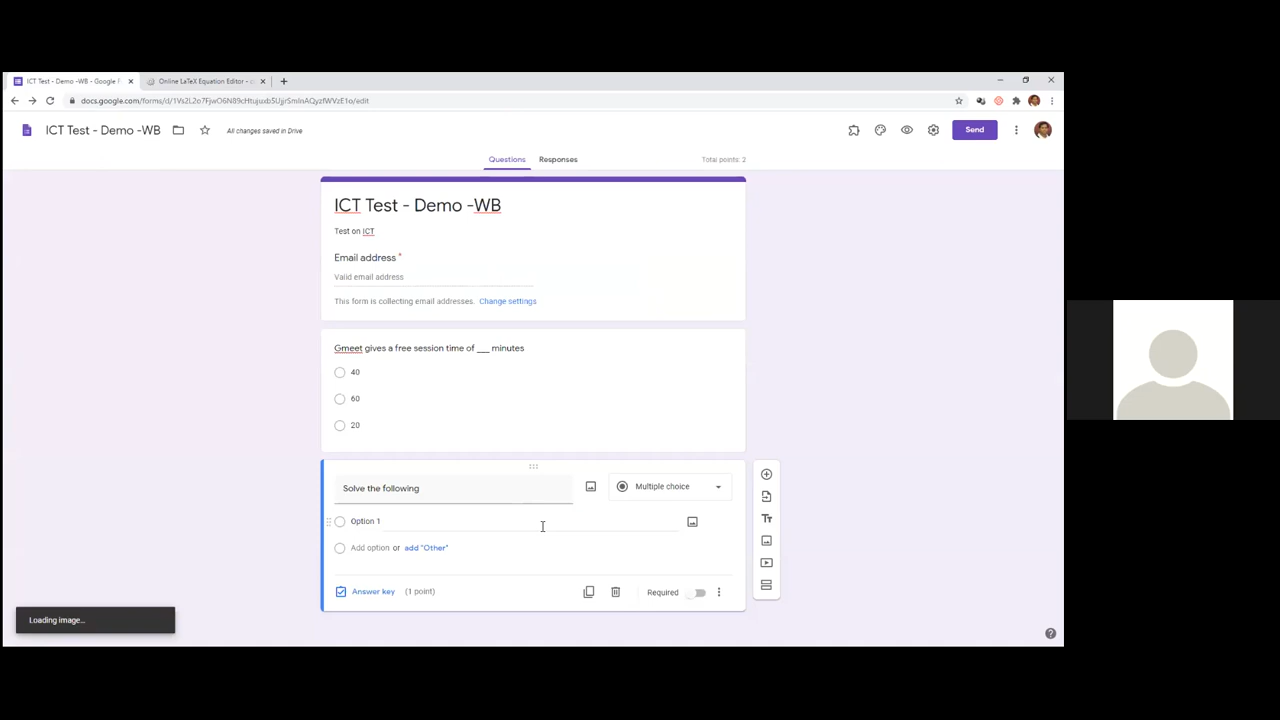 ICT Test - Demo -WB - Google F
Online LaTeX Equation Editor - c
docs.google.com/forms/d/
/edit
ICT Test - Demo -WB
All changes saved in Drive
Send
Questions
Responses
Total points: 2
ICT Test - Demo -WB
Test on ICT
Email address *
Valid email address
This form is collecting email addresses. Change settings
Gmeet gives a free session time of ___ minutes
40
60
20
Solve the following
Multiple choice
Option 1
Add option or add "Other"
Answer key (1 point)
Required
Loading image...